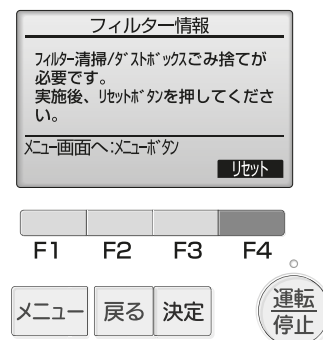 フィルター情報
フィルター清掃/ダストボックスごみ捨てが
必要です。
実施後、リセットボタンを押してくださ
い。
メニュー画面へ:メニューボタン
リセット
F1 F2 F3 F4
メニュー 戻る 決定 運転
停止